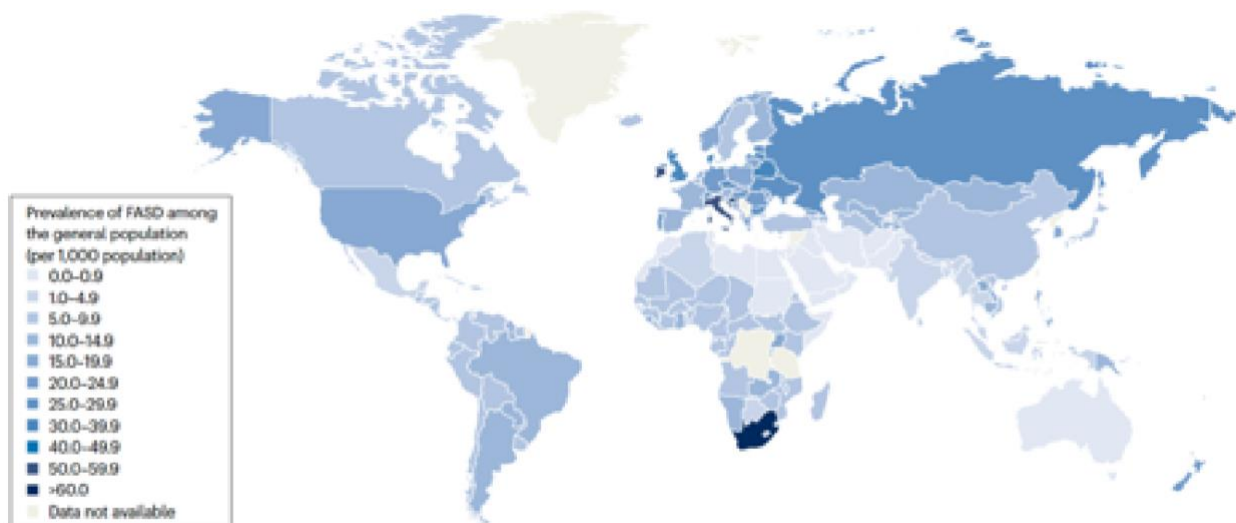 Prevalence of FASD among
the general population
(per 1,000 population)
0.0–0.9
1.0–4.9
5.0–9.9
10.0–14.9
15.0–19.9
20.0–24.9
25.0–29.9
30.0–39.9
40.0–49.9
50.0–59.9
>60.0
Data not available